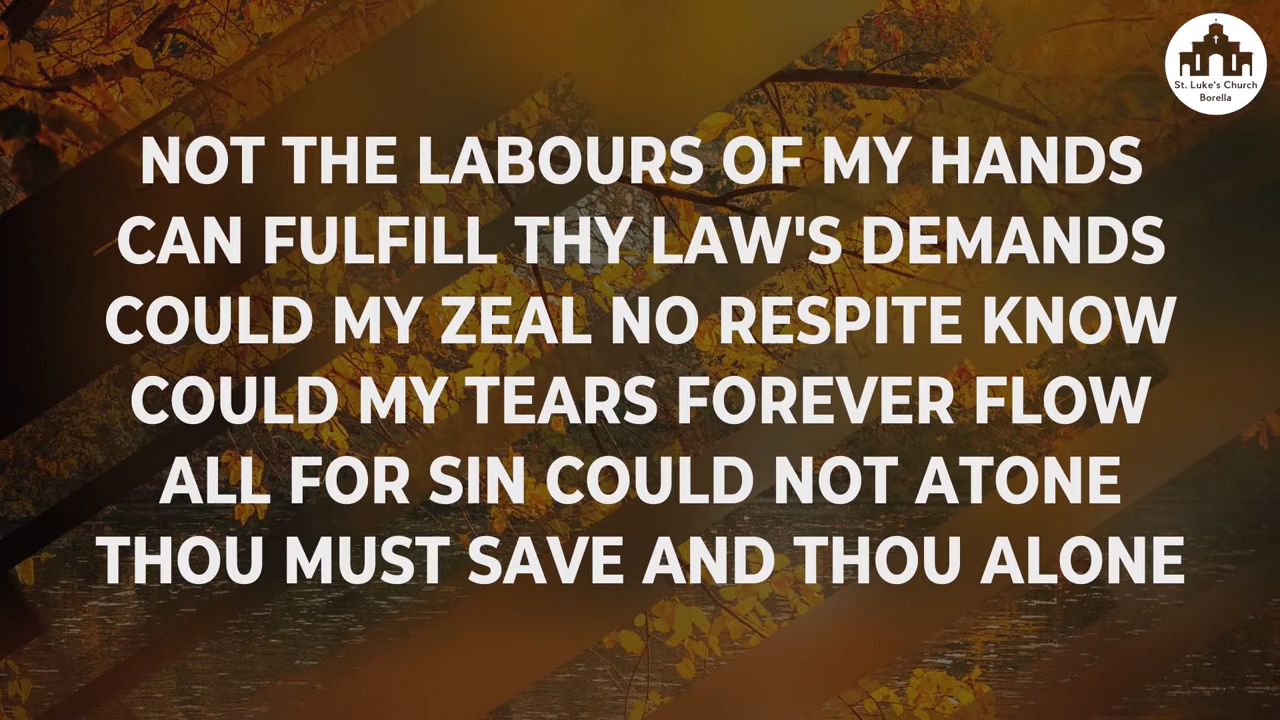 St. Luke's Church
Borella
NOT THE LABOURS OF MY HANDS
CAN FULFILL THY LAW'S DEMANDS
COULD MY ZEAL NO RESPITE KNOW
COULD MY TEARS FOREVER FLOW
ALL FOR SIN COULD NOT ATONE
THOU MUST SAVE AND THOU ALONE